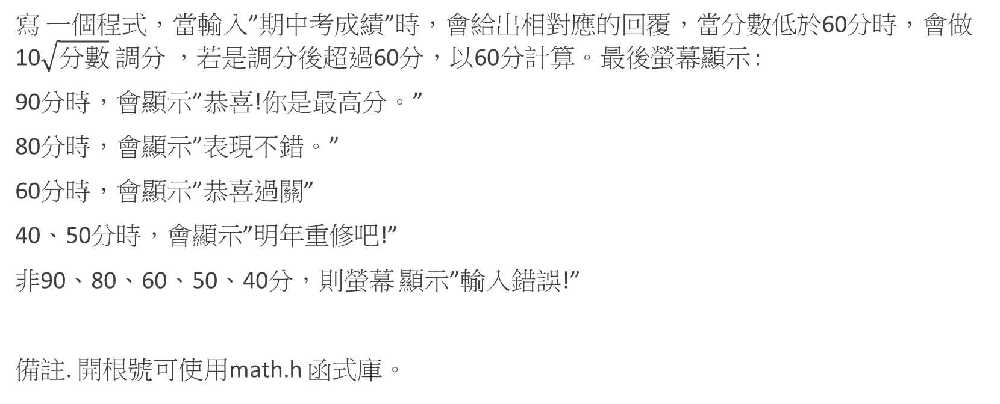 寫 一個程式，當輸入”期中考成績”時，會給出相對應的回覆，當分數低於60分時，會做
10√分數 調分 ，若是調分後超過60分，以60分計算。最後螢幕顯示:
90分時，會顯示”恭喜!你是最高分。”
80分時，會顯示”表現不錯。”
60分時，會顯示”恭喜過關”
40、50分時，會顯示”明年重修吧!”
非90、80、60、50、40分，則螢幕 顯示”輸入錯誤!”
備註. 開根號可使用math.h 函式庫。